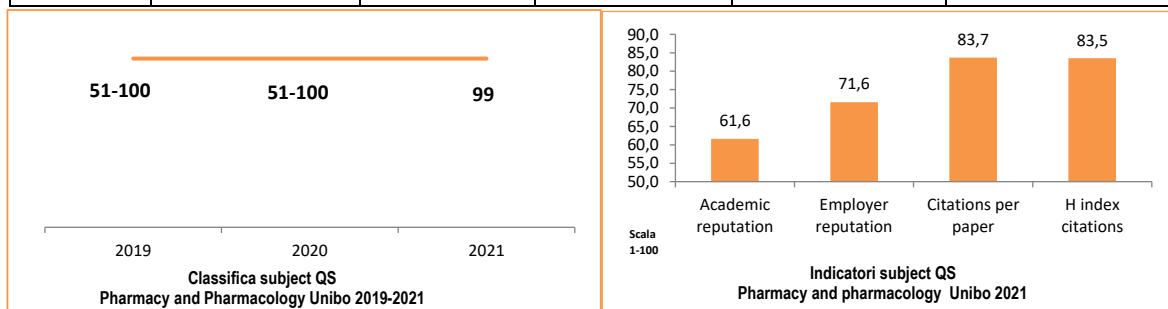 51-100
51-100
99
2019
2020
2021
Classifica subject QS
Pharmacy and Pharmacology Unibo 2019-2021
90,0
85,0
80,0
75,0
70,0
65,0
60,0
55,0
50,0
61,6
71,6
83,7
83,5
Academic
reputation
Employer
reputation
Citations per
paper
H index
citations
Scala
1-100
Indicatori subject QS
Pharmacy and pharmacology Unibo 2021